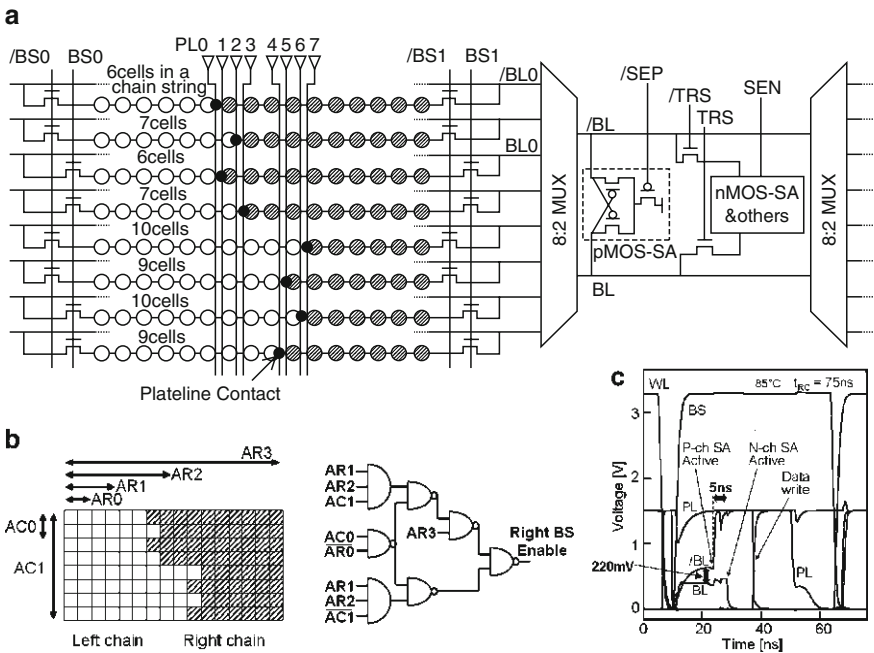 a
PL0 1 2 3 4 5 6 7
/BS0 BS0
/BS1 BS1
6cells in a
chain string
7cells
6cells
7cells
10cells
9cells
10cells
9cells
Plateline Contact
/BL0
BL0
8:2 MUX
/SEP
/TRS
TRS
SEN
/BL
nMOS-SA
&others
pMOS-SA
BL
8:2 MUX
b
AR3
AR2
AR1
AR0
AC0
AC1
Left chain
Right chain
AR1
AR2
AC1
AC0
AR0
AR3
AR1
AR2
AC1
Right BS
Enable
c
WL
85°C tRC = 75ns
BS
P-ch SA
Active
N-ch SA
Active
5ns
Data
write
PL
/BL
220mV
BL
PL
Voltage [V]
3
2
1
0
0 20 40 60
Time [ns]